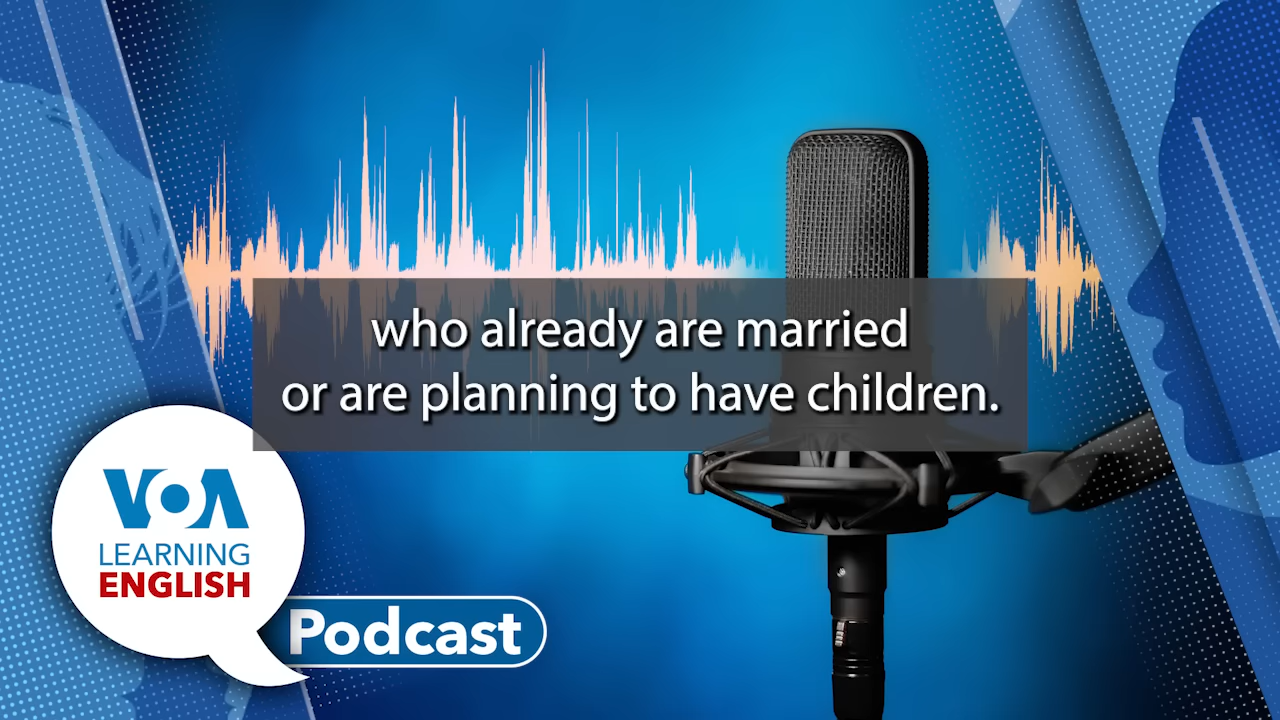 who already are married
or are planning to have children.
VOA
LEARNING
ENGLISH
Podcast